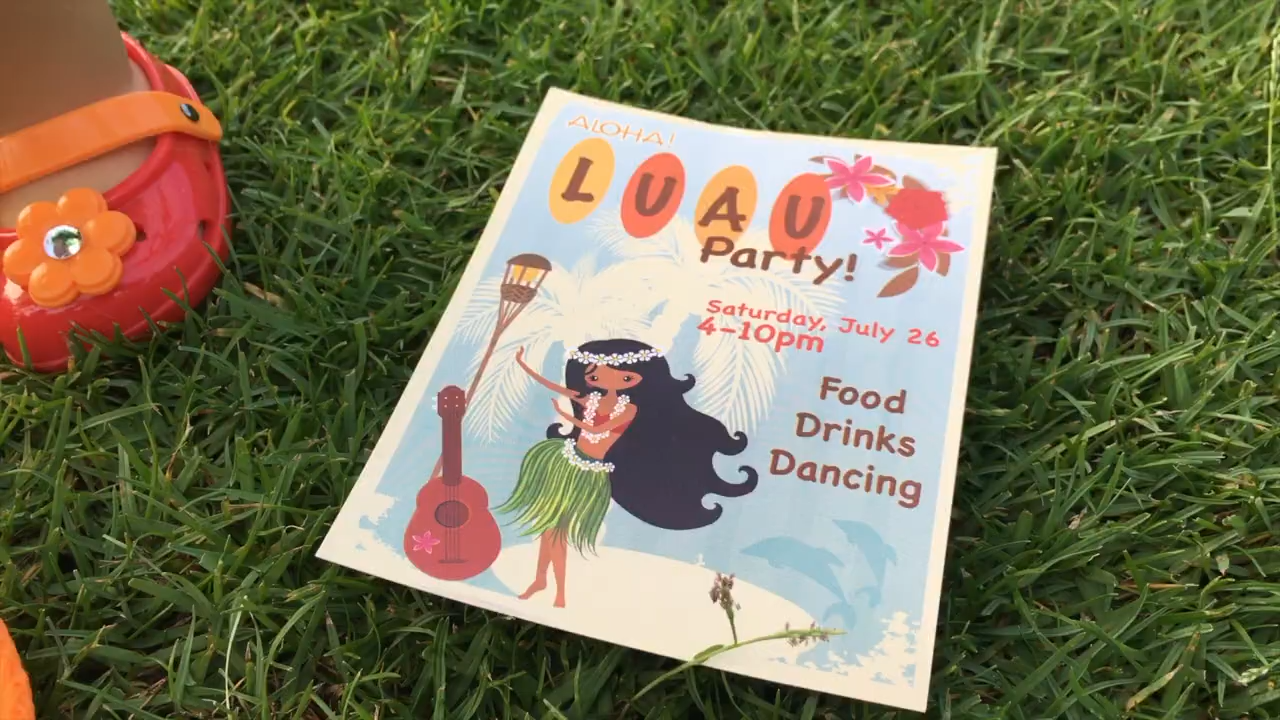 ALOHA!
LUAU
Party!
Saturday, July 26
4-10pm
Food
Drinks
Dancing